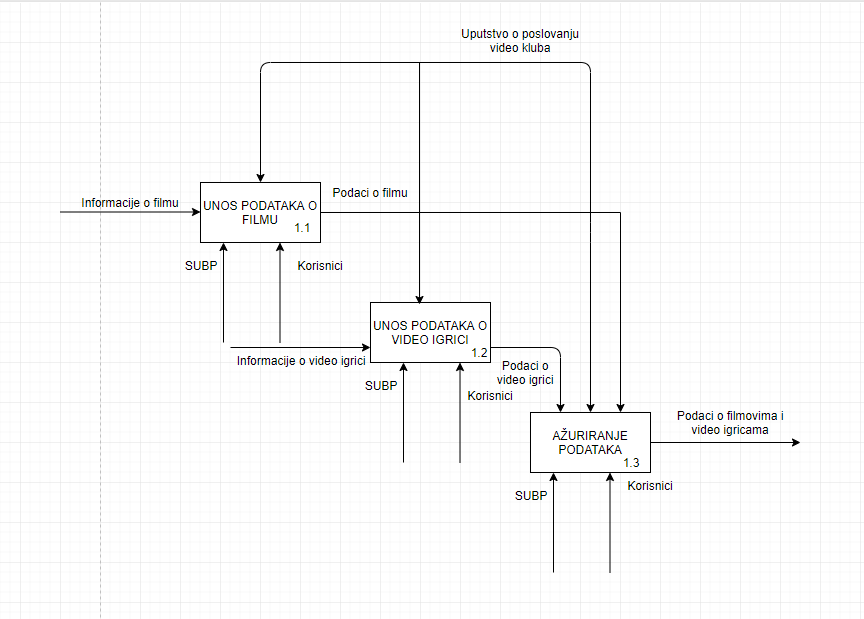 Uputstvo o poslovanju
video kluba
Informacije o filmu
UNOS PODATAKA O
FILMU
1.1
Podaci o filmu
SUBP
Korisnici
Informacije o video igrici
UNOS PODATAKA O
VIDEO IGRICI
1.2
Podaci o
video igrici
SUBP
Korisnici
AŽURIRANJE
PODATAKA
1.3
Podaci o filmovima i
video igricama
SUBP
Korisnici